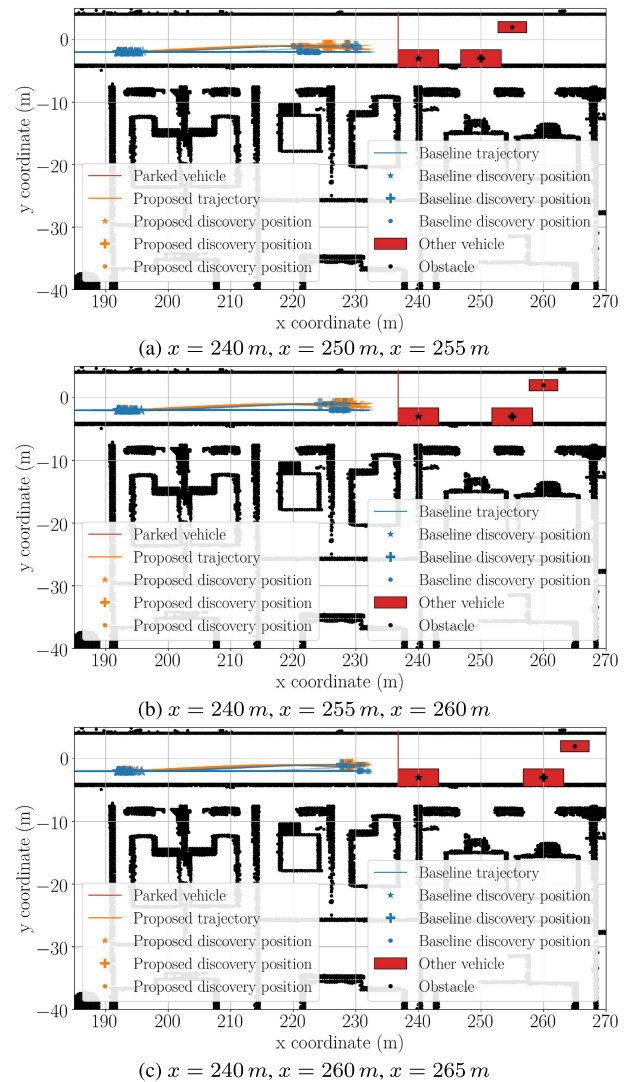 0
−10
−20
−30
−40
y coordinate (m)
Parked vehicle
Proposed trajectory
Proposed discovery position
Proposed discovery position
Proposed discovery position
Baseline trajectory
Baseline discovery position
Baseline discovery position
Baseline discovery position
Other vehicle
Obstacle
190 200 210 220 230 240 250 260 270
x coordinate (m)
(a) x = 240 m, x = 250 m, x = 255 m
0
−10
−20
−30
−40
y coordinate (m)
Parked vehicle
Proposed trajectory
Proposed discovery position
Proposed discovery position
Proposed discovery position
Baseline trajectory
Baseline discovery position
Baseline discovery position
Baseline discovery position
Other vehicle
Obstacle
190 200 210 220 230 240 250 260 270
x coordinate (m)
(b) x = 240 m, x = 255 m, x = 260 m
0
−10
−20
−30
−40
y coordinate (m)
Parked vehicle
Proposed trajectory
Proposed discovery position
Proposed discovery position
Proposed discovery position
Baseline trajectory
Baseline discovery position
Baseline discovery position
Baseline discovery position
Other vehicle
Obstacle
190 200 210 220 230 240 250 260 270
x coordinate (m)
(c) x = 240 m, x = 260 m, x = 265 m